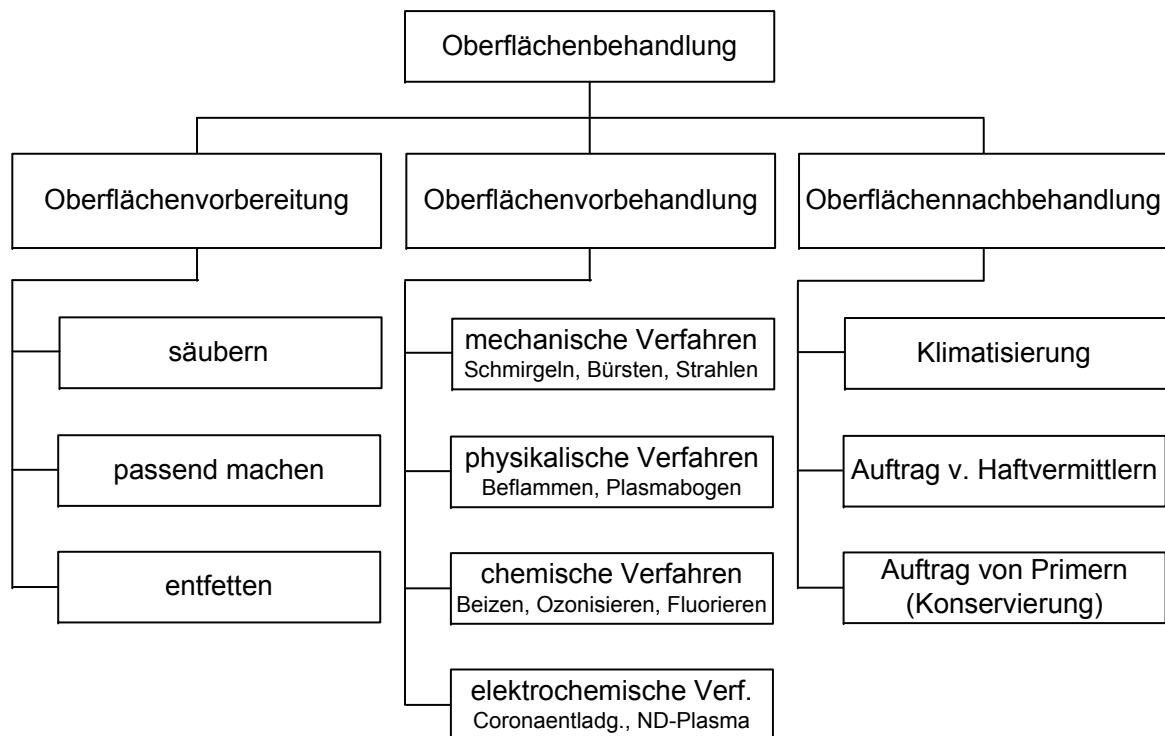 Oberflächenbehandlung
Oberflächenvorbereitung
Oberflächenvorbehandlung
Oberflächennachbehandlung
säubern
passend machen
entfetten
mechanische Verfahren
Schmirgeln, Bürsten, Strahlen
physikalische Verfahren
Beflammen, Plasmabogen
chemische Verfahren
Beizen, Ozonisieren, Fluorieren
elektrochemische Verf.
Coronaentladg., ND-Plasma
Klimatisierung
Auftrag v. Haftvermittlern
Auftrag von Primern
(Konservierung)